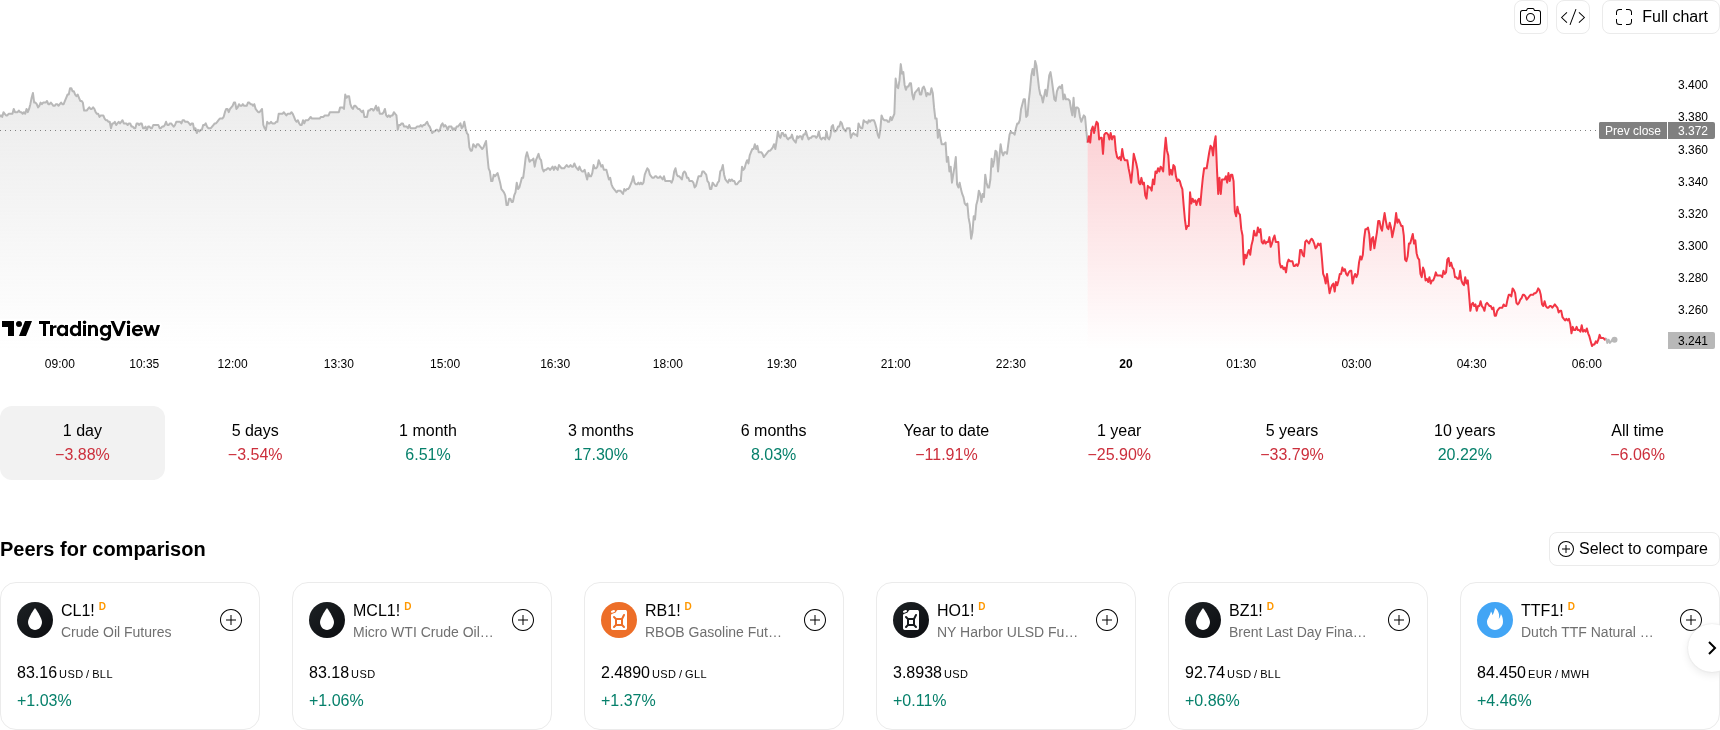 Full chart
3.400
3.380
Prev close 3.372
3.360
3.340
3.320
3.300
3.280
3.260
3.241
TradingView
09:00 10:35 12:00 13:30 15:00 16:30 18:00 19:30 21:00 22:30 20 01:30 03:00 04:30 06:00
1 day 5 days 1 month 3 months 6 months Year to date 1 year 5 years 10 years All time
−3.88% −3.54% 6.51% 17.30% 8.03% −11.91% −25.90% −33.79% 20.22% −6.06%
Peers for comparison
Select to compare
CL1! D
Crude Oil Futures
83.16 USD / BLL
+1.03%
MCL1! D
Micro WTI Crude Oil…
83.18 USD
+1.06%
RB1! D
RBOB Gasoline Fut…
2.4890 USD / GLL
+1.37%
HO1! D
NY Harbor ULSD Fu…
3.8938 USD
+0.11%
BZ1! D
Brent Last Day Fina…
92.74 USD / BLL
+0.86%
TTF1! D
Dutch TTF Natural …
84.450 EUR / MWH
+4.46%